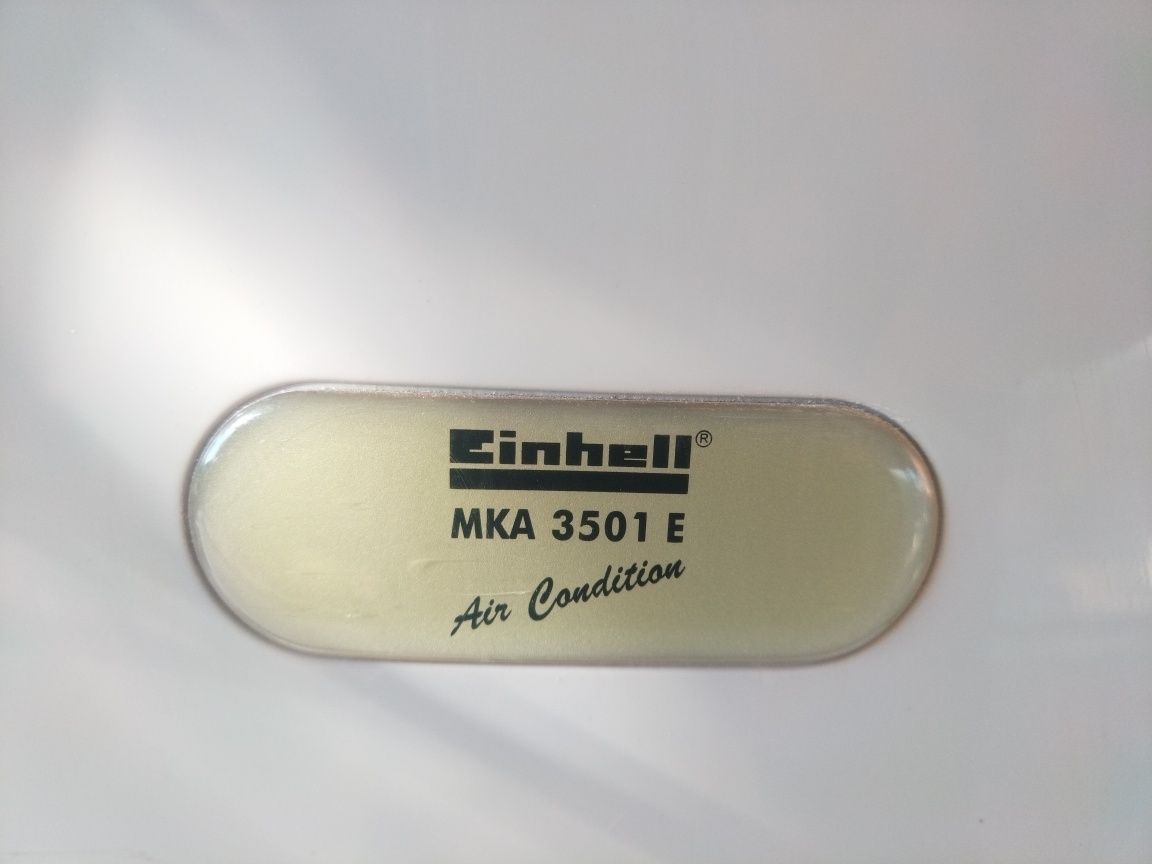 Einhell®
MKA 3501 E
Air Condition